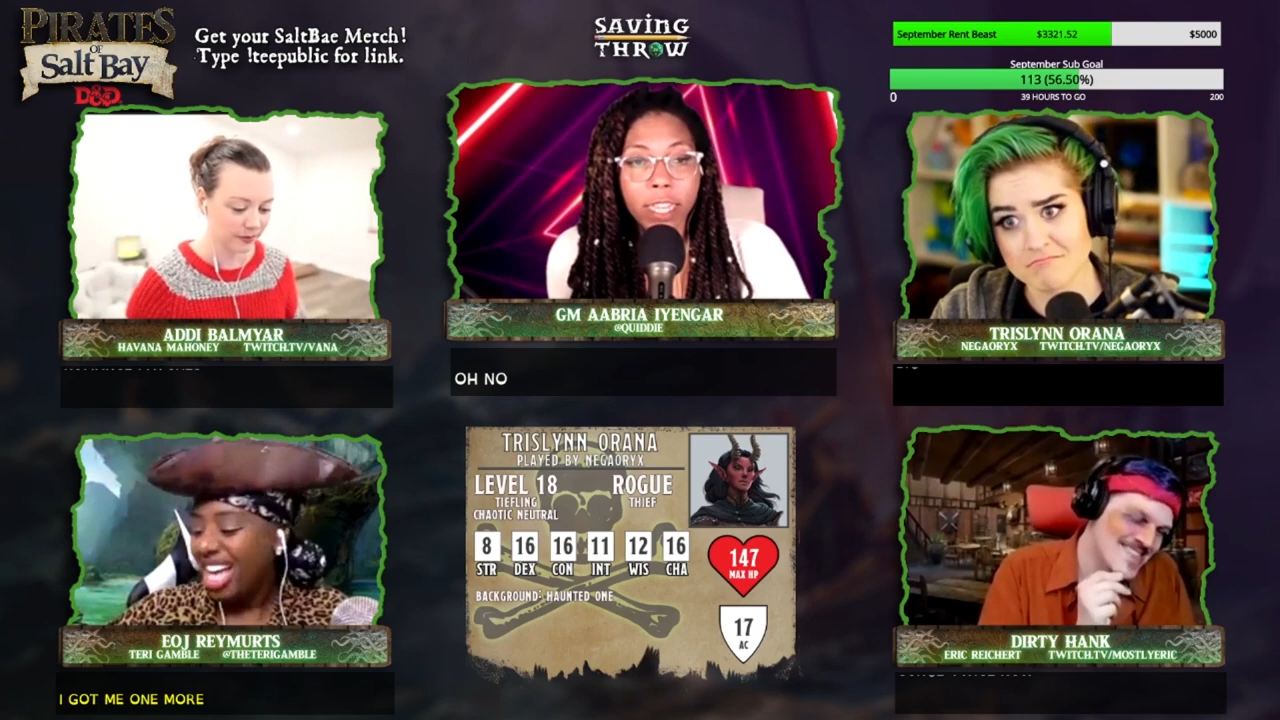 PIRATES
OF
Salt Bay
D&D
Get your SaltBae Merch!
Type !teepublic for link.
SAVING
THROW
September Rent Beast $3321.52 $5000
September Sub Goal
113 (56.50%)
0 39 HOURS TO GO 200
ADDI BALMYAR
HAVANA MAHONEY TWITCH.TV/VANA
GM AABRIA IYENGAR
@QUIDDIE
OH NO
TRISLYNN ORANA
NEGAORYX TWITCH.TV/NEGAORYX
EOJ REYMURTS
TERI GAMBLE @THETERIGAMBLE
I GOT ME ONE MORE
TRISLYNN ORANA
PLAYED BY NEGAORYX
LEVEL 18 ROGUE
TIEFLING THIEF
CHAOTIC NEUTRAL
8 16 16 11 12 16
STR DEX CON INT WIS CHA
BACKGROUND: HAUNTED ONE
147
MAX HP
17
AC
DIRTY HANK
ERIC REICHERT TWITCH.TV/MOSTLYERIC